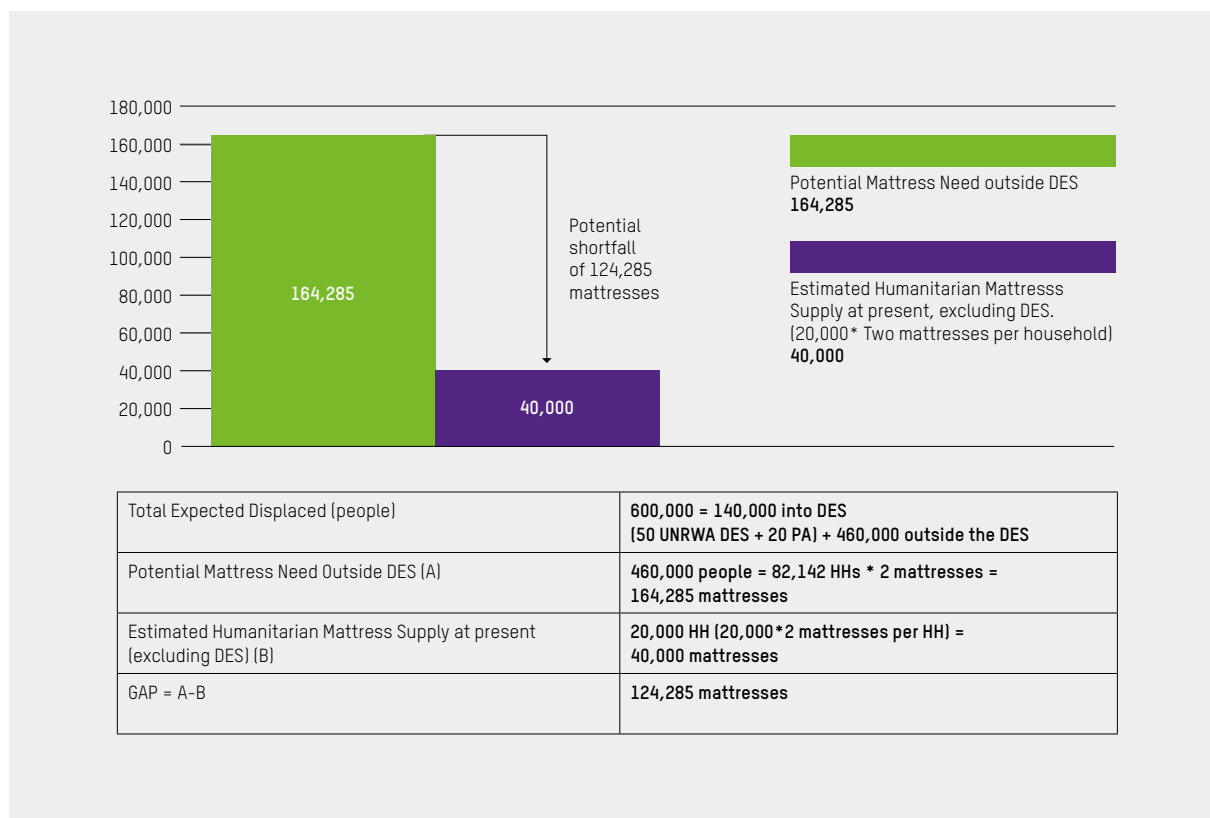 180,000
160,000
140,000
120,000
100,000
80,000
60,000
40,000
20,000
0
164,285
40,000
Potential
shortfall
of 124,285
mattresses
Potential Mattress Need outside DES
164,285
Estimated Humanitarian Mattresss
Supply at present, excluding DES.
(20,000* Two mattresses per household)
40,000
Total Expected Displaced (people)
600,000 = 140,000 into DES
(50 UNRWA DES + 20 PA) + 460,000 outside the DES
Potential Mattress Need Outside DES (A)
460,000 people = 82,142 HHs * 2 mattresses =
164,285 mattresses
Estimated Humanitarian Mattress Supply at present
(excluding DES) (B)
20,000 HH (20,000*2 mattresses per HH) =
40,000 mattresses
GAP = A-B
124,285 mattresses